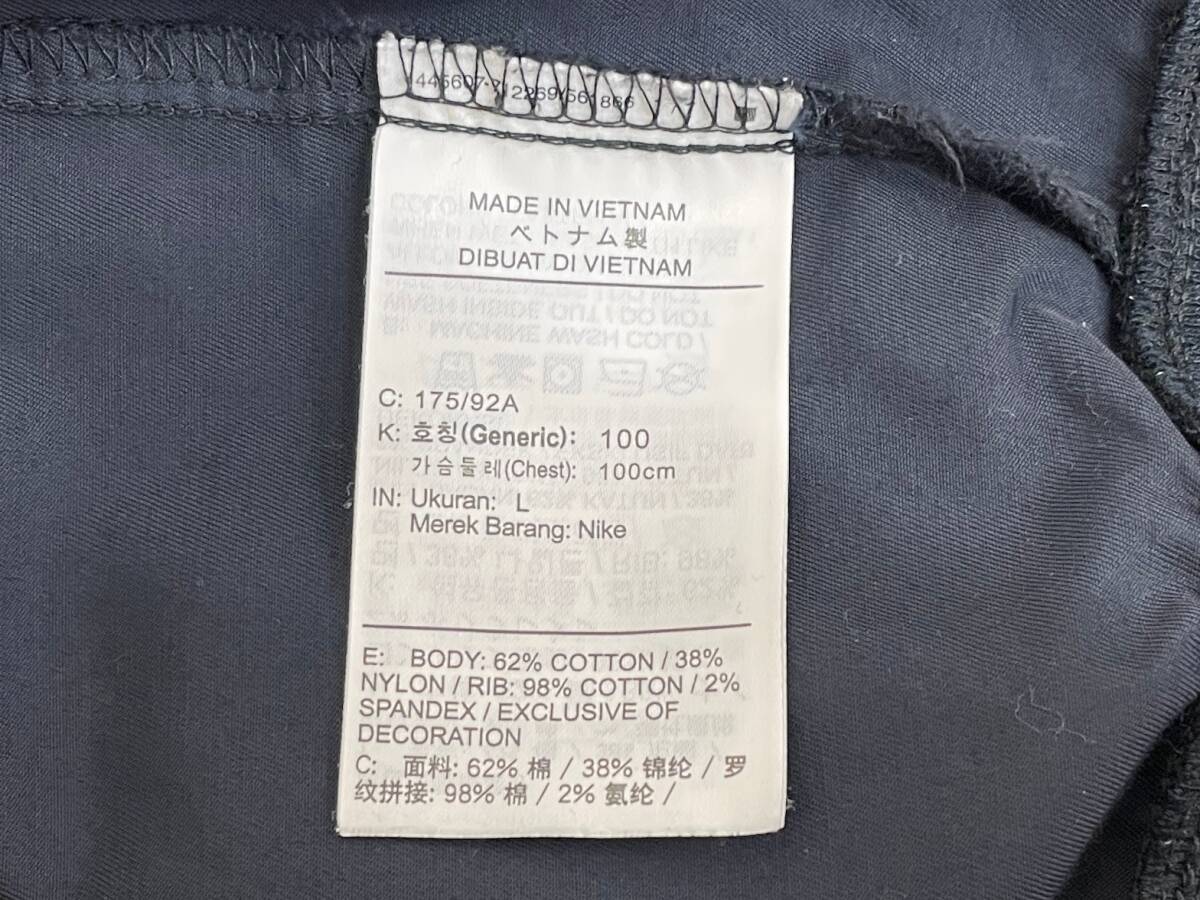 MADE IN VIETNAM
ベトナム製
DIBUAT DI VIETNAM
C: 175/92A
K: 호칭(Generic): 100
가슴둘레(Chest): 100cm
IN: Ukuran: L
Merek Barang: Nike
E: BODY: 62% COTTON / 38%
NYLON / RIB: 98% COTTON / 2%
SPANDEX / EXCLUSIVE OF
DECORATION
C: 面料: 62% 棉 / 38% 锦纶 / 罗
纹拼接: 98% 棉 / 2% 氨纶 /